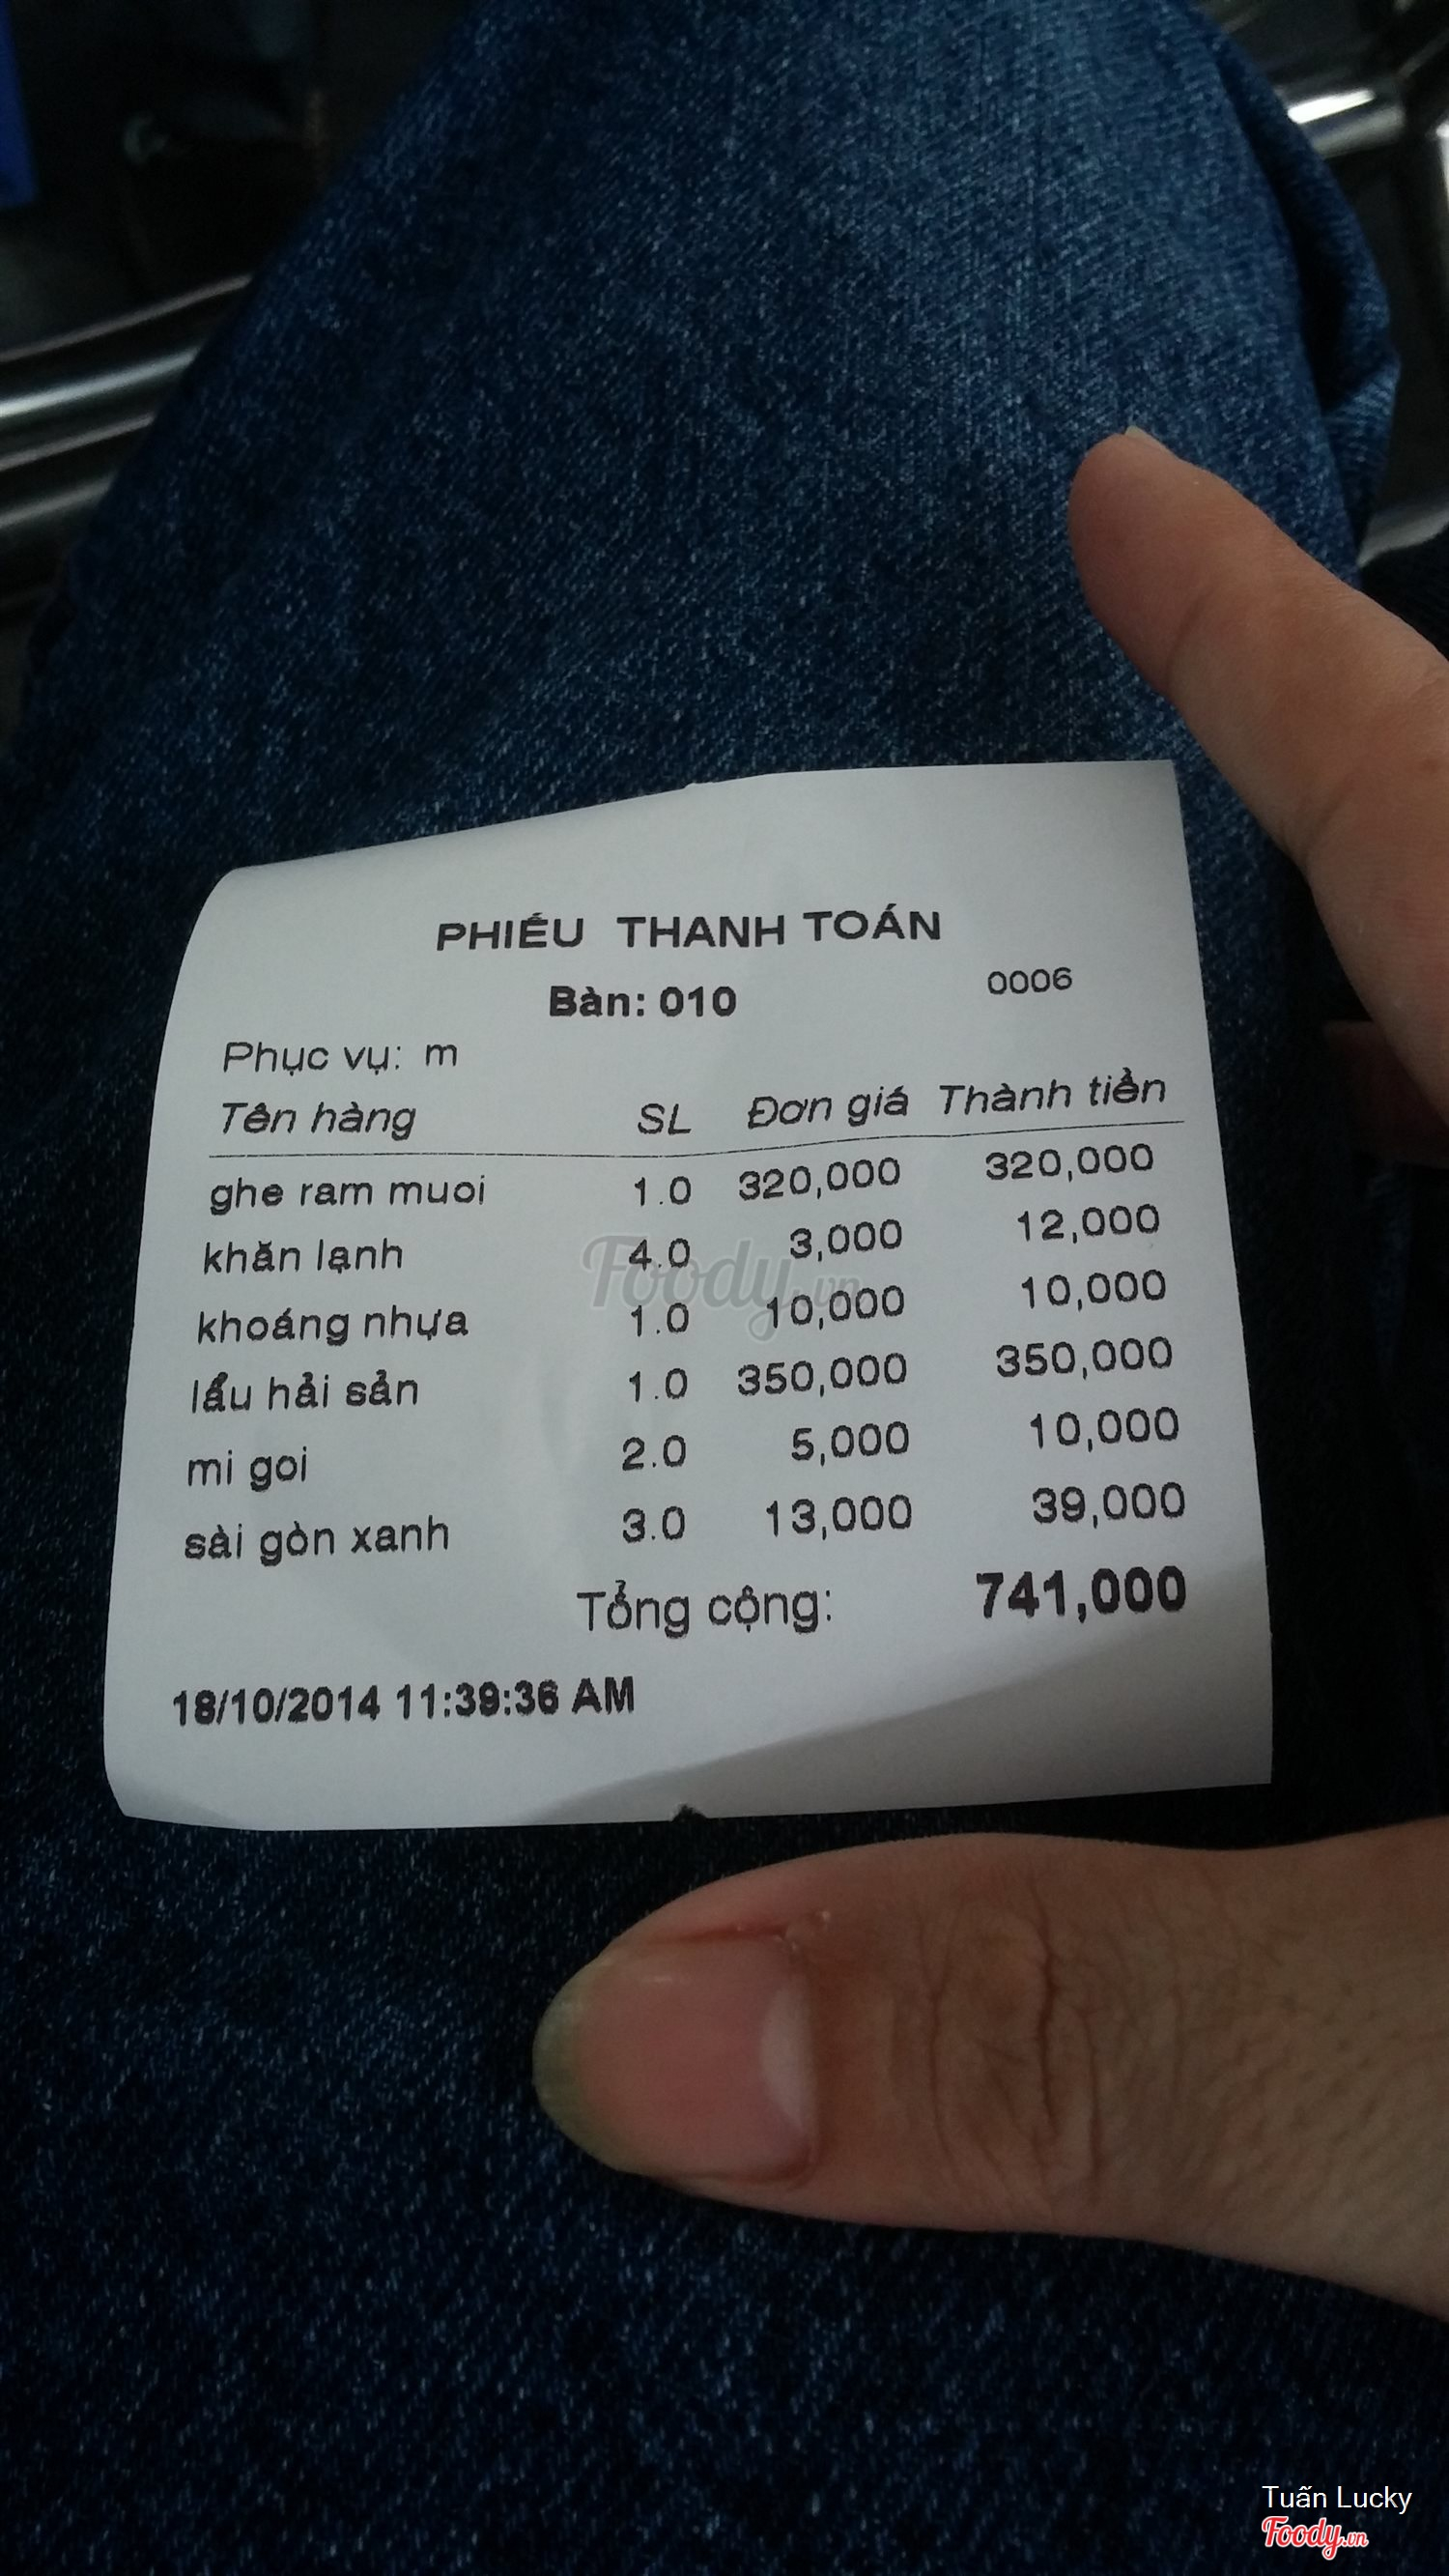 PHIẾU THANH TOÁN
Bàn: 010 0006
Phục vụ: m
Tên hàng SL Đơn giá Thành tiền
ghe ram muoi 1.0 320,000 320,000
khăn lạnh 4.0 3,000 12,000
khoáng nhựa 1.0 10,000 10,000
lẩu hải sản 1.0 350,000 350,000
mi goi 2.0 5,000 10,000
sài gòn xanh 3.0 13,000 39,000
Tổng cộng: 741,000
18/10/2014 11:39:36 AM
Foody.vn
Tuấn Lucky
Foody.vn